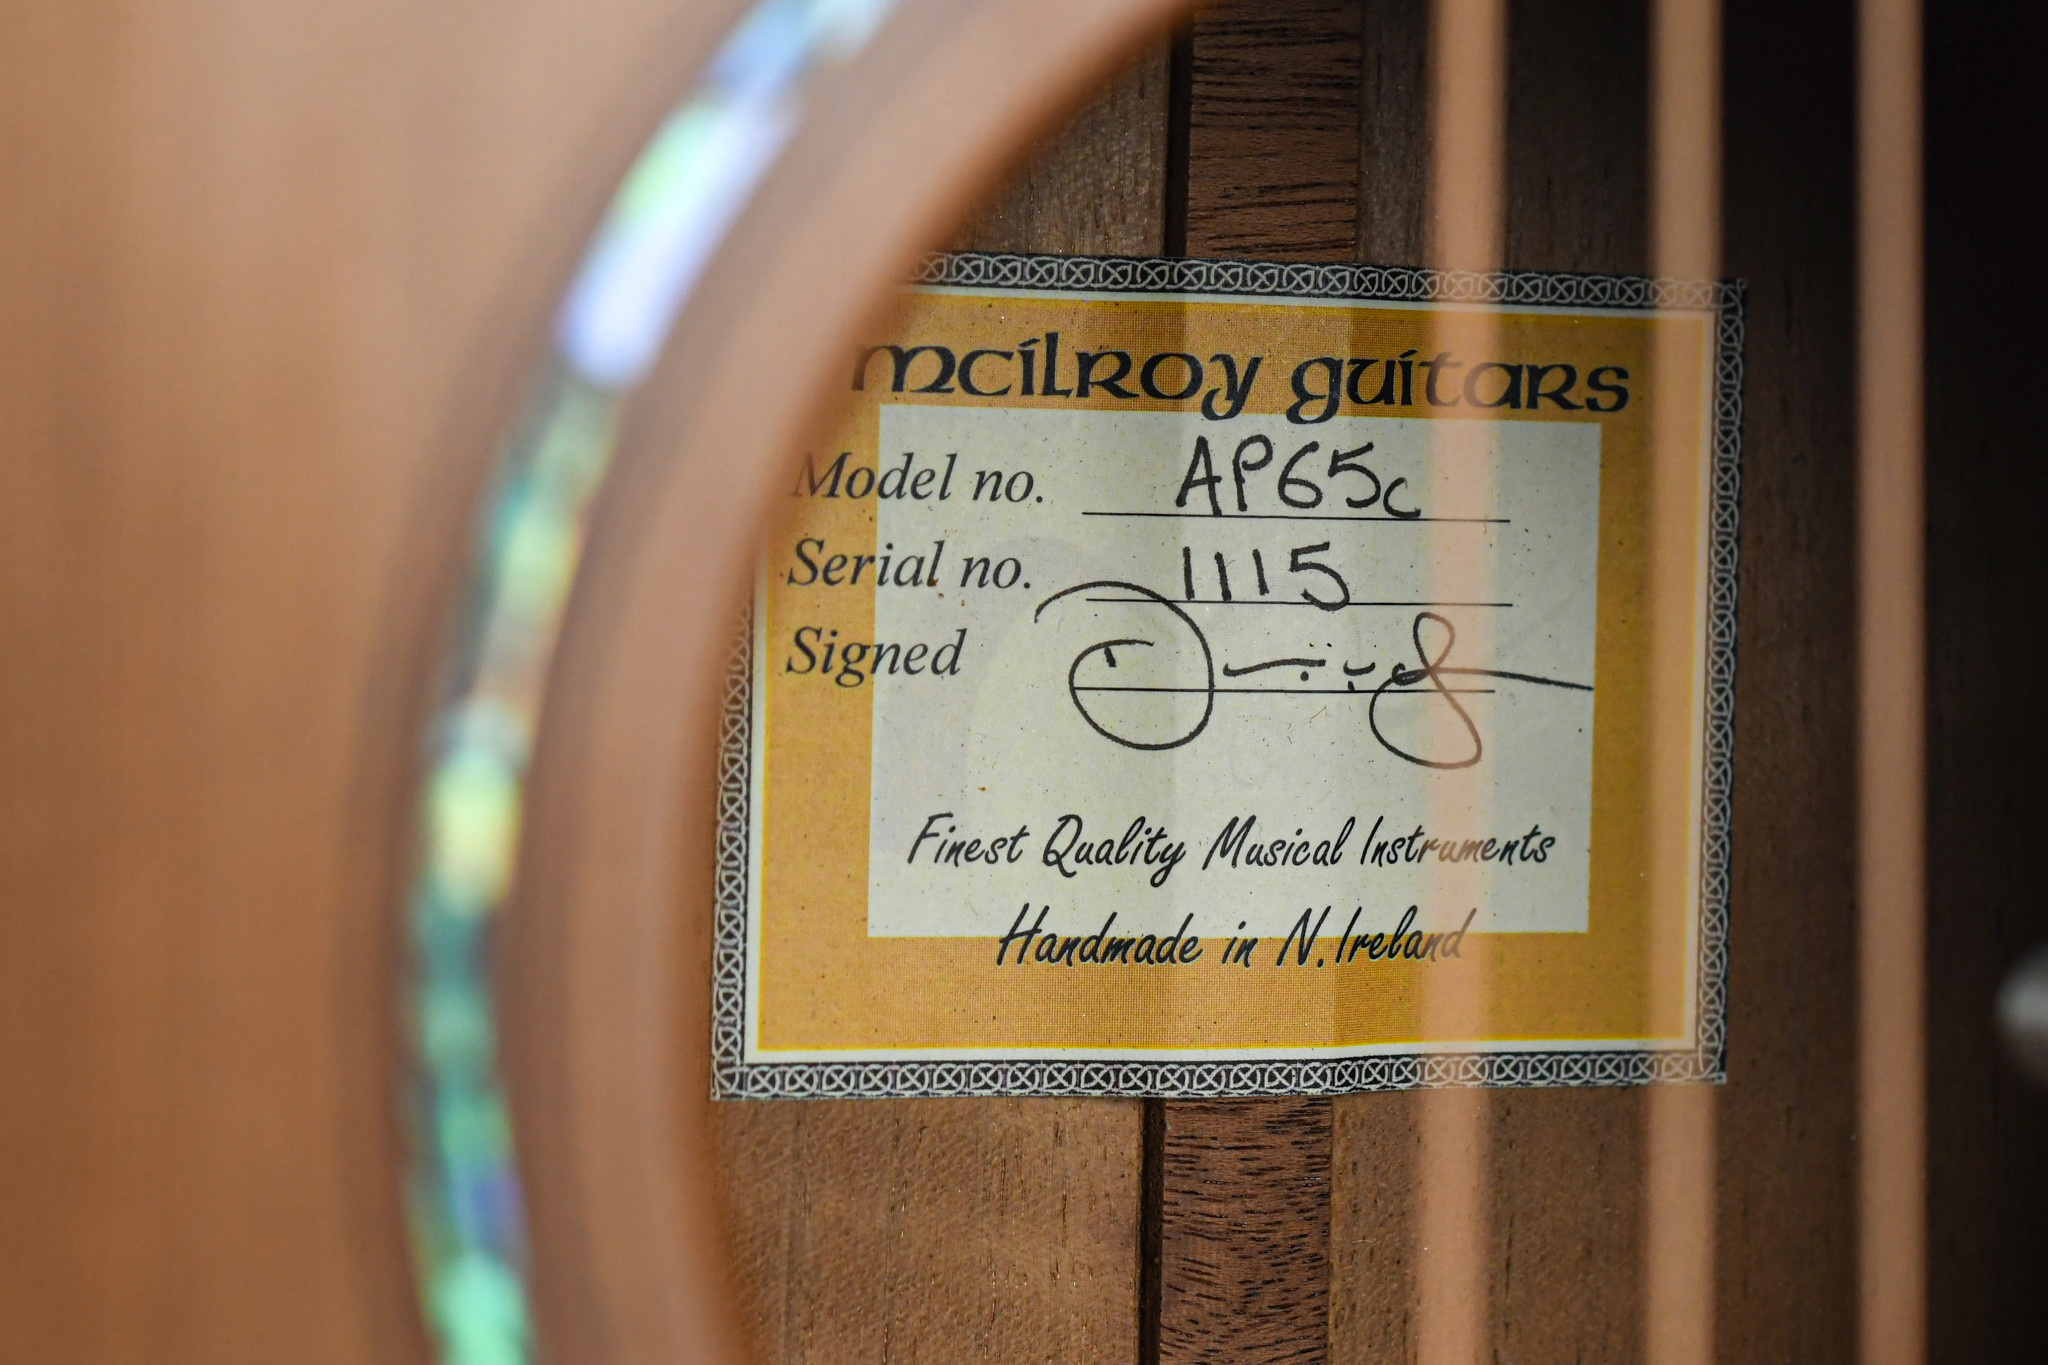 mcilroy guitars
Model no. AP65c
Serial no. 1115
Signed
Finest Quality Musical Instruments
Handmade in N.Ireland